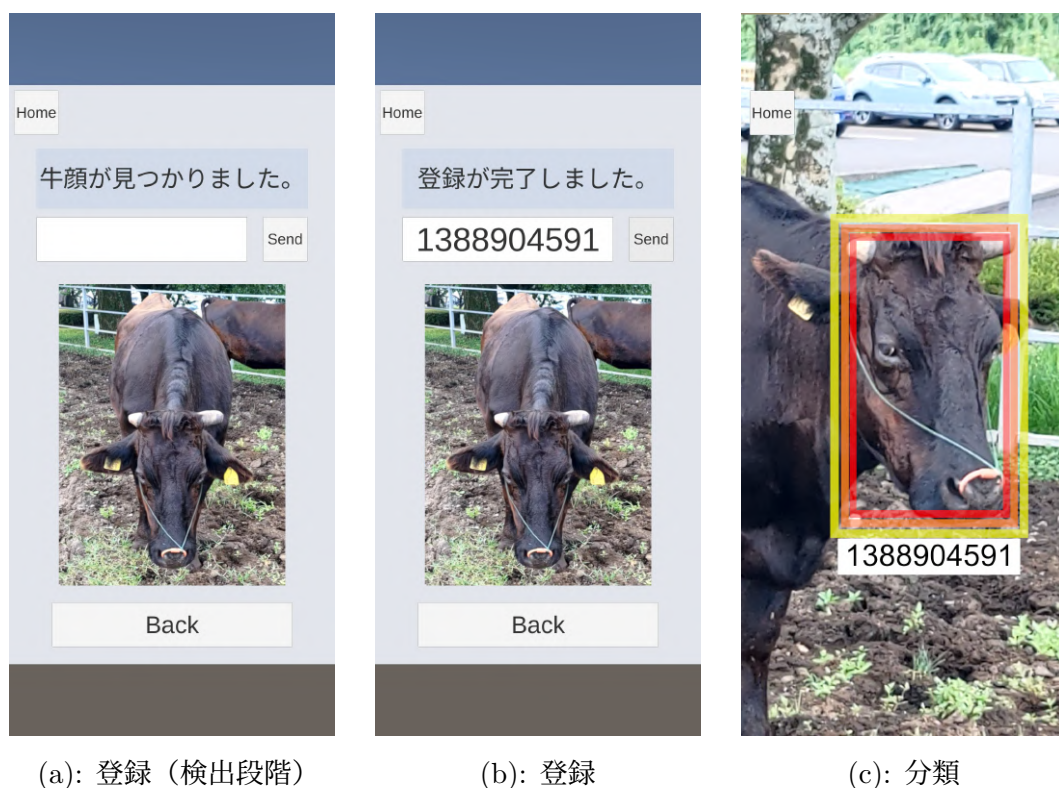 Home
牛顔が見つかりました。
Send
Back
(a): 登録（検出段階）
Home
登録が完了しました。
1388904591
Send
Back
(b): 登録
Home
1388904591
(c): 分類